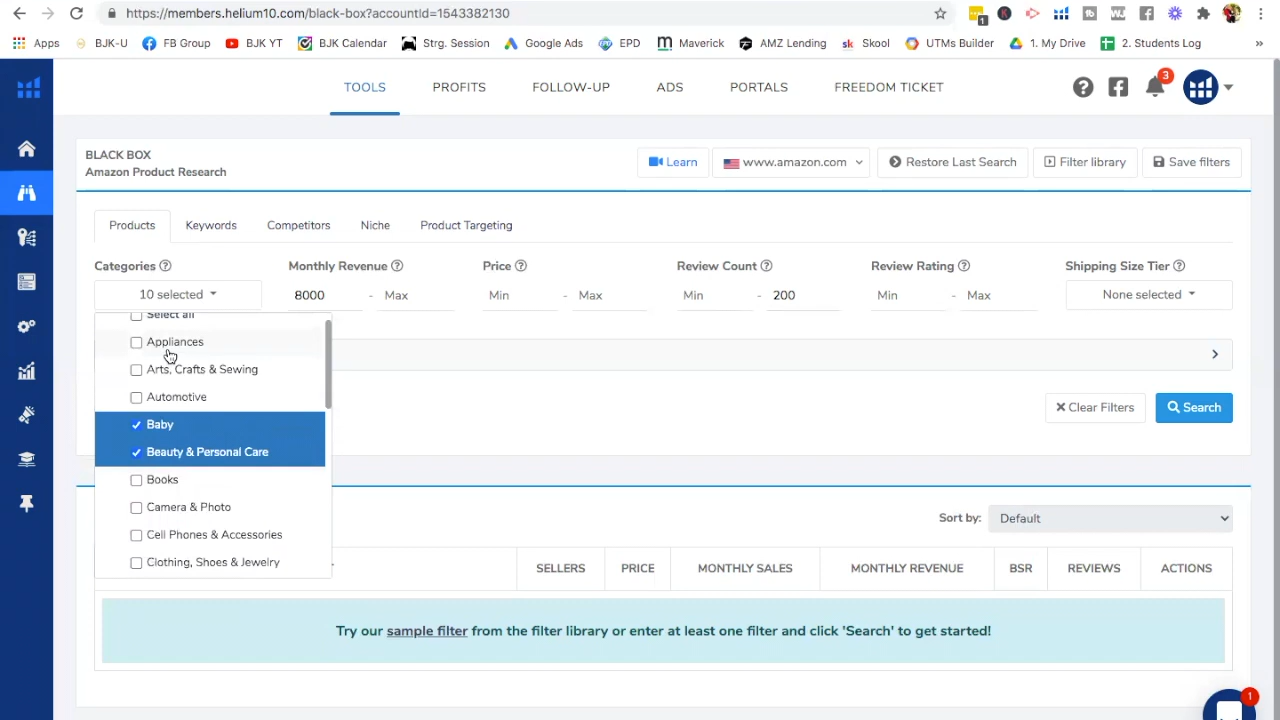 https://members.helium10.com/black-box?accountId=1543382130
Apps BJK-U FB Group BJK YT BJK Calendar Strg. Session Google Ads EPD Maverick AMZ Lending sk Skool UTMs Builder 1. My Drive 2. Students Log »
TOOLS PROFITS FOLLOW-UP ADS PORTALS FREEDOM TICKET
3
BLACK BOX
Amazon Product Research
Learn www.amazon.com Restore Last Search Filter library Save filters
Products Keywords Competitors Niche Product Targeting
Categories Monthly Revenue Price Review Count Review Rating Shipping Size Tier
10 selected 8000 - Max Min - Max Min - 200 Min - Max None selected
Select all
Appliances
Arts, Crafts & Sewing
Automotive
Baby
Beauty & Personal Care
Books
Camera & Photo
Cell Phones & Accessories
Clothing, Shoes & Jewelry
Clear Filters Search
Sort by: Default
SELLERS PRICE MONTHLY SALES MONTHLY REVENUE BSR REVIEWS ACTIONS
Try our sample filter from the filter library or enter at least one filter and click 'Search' to get started!
1